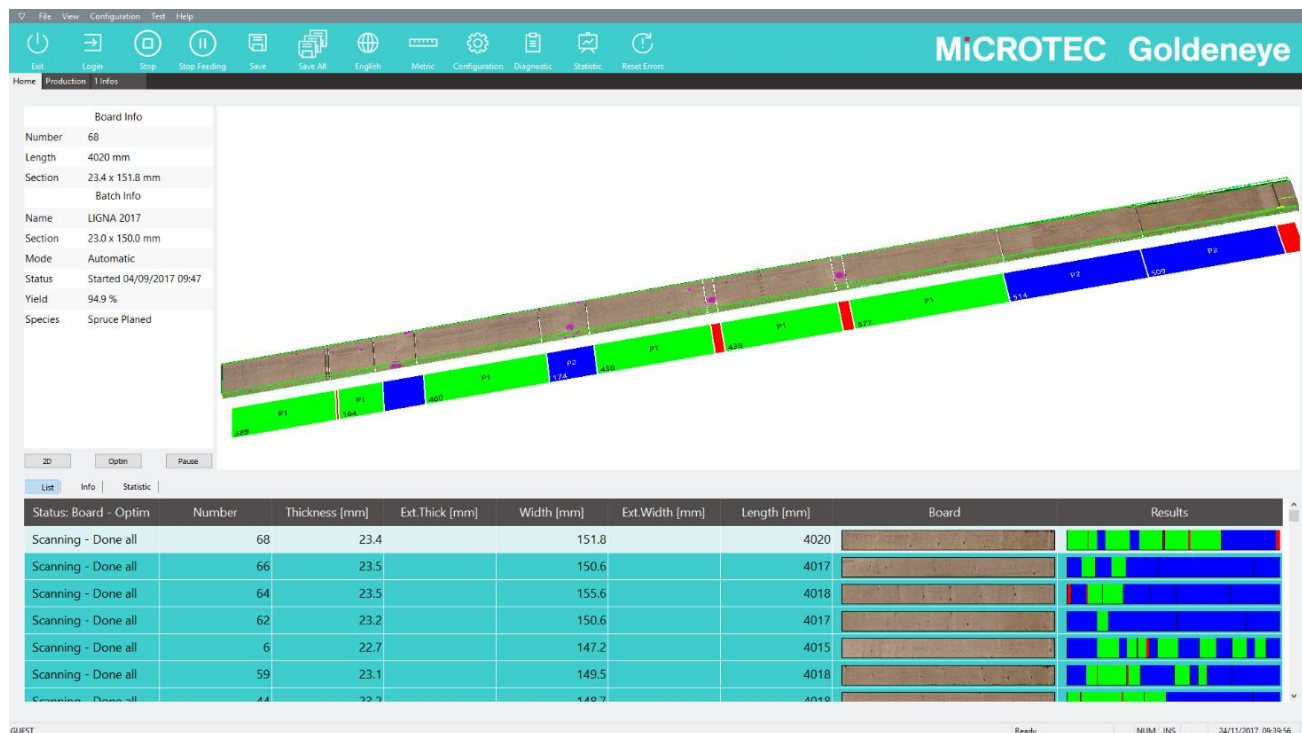 File View Configuration Test Help
Exit Login Stop Stop Feeding Save Save All English Metric Configuration Diagnostic Statistic Reset Errors
MiCROTEC Goldeneye
Home Production 1 Infos
Board Info
Number 68
Length 4020 mm
Section 23.4 x 151.8 mm
Batch Info
Name LIGNA 2017
Section 23.0 x 150.0 mm
Mode Automatic
Status Started 04/09/2017 09:47
Yield 94.9 %
Species Spruce Planed
P1 P1 P1 P2 P1 P1 P1 P2 P2
389 164 460 174 436 438 577 514 509
2D Optim Pause
List Info Statistic
Status: Board - Optim Number Thickness [mm] Ext.Thick [mm] Width [mm] Ext.Width [mm] Length [mm] Board Results
Scanning - Done all 68 23.4 151.8 4020
Scanning - Done all 66 23.5 150.6 4017
Scanning - Done all 64 23.5 155.6 4018
Scanning - Done all 62 23.2 150.6 4017
Scanning - Done all 6 22.7 147.2 4015
Scanning - Done all 59 23.1 149.5 4018
Scanning - Done all 44 23.2 148.7 4018
GUEST Ready NUM INS 24/11/2017 09:39:56